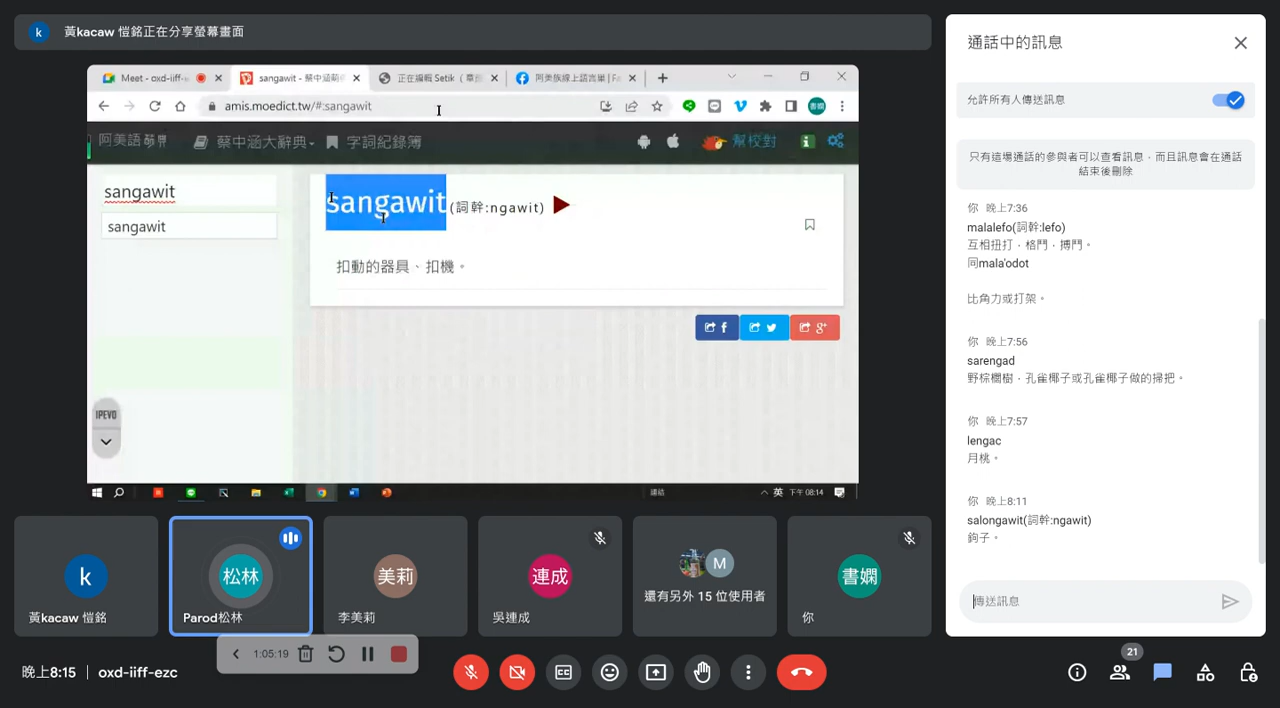 k 黃kacaw 愷銘正在分享螢幕畫面
Meet - oxd-iiff-
sangawit - 蔡中涵
正在編輯 Setik
阿美族線上語言巢 | Fa
amis.moedict.tw/#:sangawit
書嫻
阿美語萌典
蔡中涵大辭典
字詞紀錄簿
幫校對
sangawit
sangawit
sangawit (詞幹:ngawit)
扣動的器具、扣機。
IPEVO
連結
英
下午 08:14
k
黃kacaw 愷銘
松林
Parod松林
美莉
李美莉
連成
吳連成
M
還有另外 15 位使用者
書嫻
你
1:05:19
晚上8:15 | oxd-iiff-ezc
21
通話中的訊息
允許所有人傳送訊息
只有這場通話的參與者可以查看訊息，而且訊息會在通話
結束後刪除
你 晚上7:36
malalefo(詞幹:lefo)
互相扭打，格鬥，搏鬥。
同mala'odot
比角力或打架。
你 晚上7:56
sarengad
野棕櫚樹，孔雀椰子或孔雀椰子做的掃把。
你 晚上7:57
lengac
月桃。
你 晚上8:11
salongawit(詞幹:ngawit)
鉤子。
傳送訊息